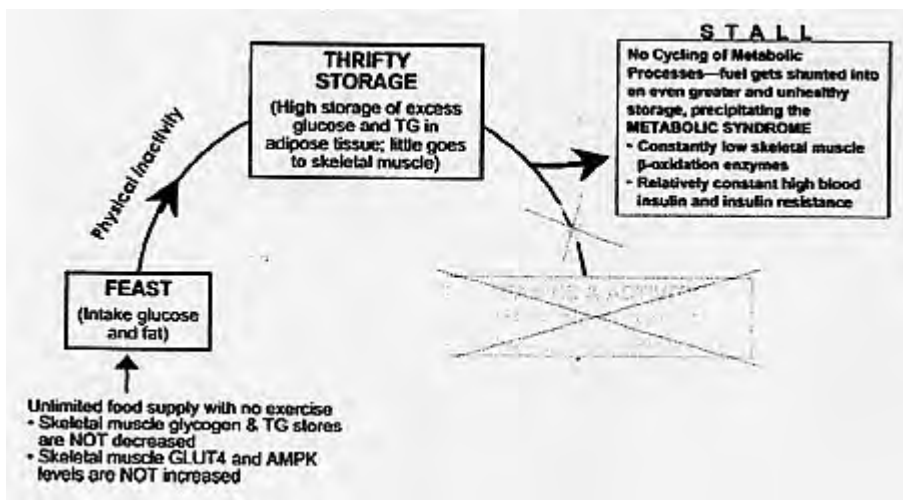 STALL
No Cycling of Metabolic
Processes—fuel gets shunted into
an even greater and unhealthy
storage, precipitating the
METABOLIC SYNDROME
• Constantly low skeletal muscle
β-oxidation enzymes
• Relatively constant high blood
insulin and insulin resistance
THRIFTY
STORAGE
(High storage of excess
glucose and TG in
adipose tissue; little goes
to skeletal muscle)
Physical Inactivity
FEAST
(Intake glucose
and fat)
Unlimited food supply with no exercise
• Skeletal muscle glycogen & TG stores
are NOT decreased
• Skeletal muscle GLUT4 and AMPK
levels are NOT increased